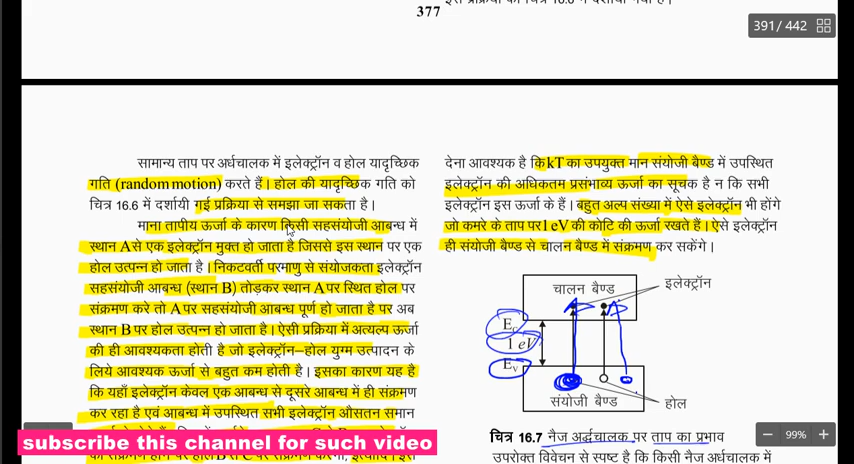 377
391 / 442
सामान्य ताप पर अर्धचालक में इलेक्ट्रॉन व होल यादृच्छिक
गति (random motion) करते हैं। होल की यादृच्छिक गति को
चित्र 16.6 में दर्शायी गई प्रक्रिया से समझा जा सकता है।
माना तापीय ऊर्जा के कारण किसी सहसंयोजी आबन्ध में
स्थान A से एक इलेक्ट्रॉन मुक्त हो जाता है जिससे इस स्थान पर एक
होल उत्पन्न हो जाता है। निकटवर्ती परमाणु से संयोजकता इलेक्ट्रॉन
सहसंयोजी आबन्ध (स्थान B) तोड़कर स्थान A पर स्थित होल पर
संक्रमण करे तो A पर सहसंयोजी आबन्ध पूर्ण हो जाता है पर अब
स्थान B पर होल उत्पन्न हो जाता है। ऐसी प्रक्रिया में अत्यल्प ऊर्जा
की ही आवश्यकता होती है जो इलेक्ट्रॉन–होल युग्म उत्पादन के
लिये आवश्यक ऊर्जा से बहुत कम होती है। इसका कारण यह है
कि यहाँ इलेक्ट्रॉन केवल एक आबन्ध से दूसरे आबन्ध में ही संक्रमण
कर रहा है एवं आबन्ध में उपस्थित सभी इलेक्ट्रॉन औसतन समान
subscribe this channel for such video
देना आवश्यक है कि kT का उपयुक्त मान संयोजी बैण्ड में उपस्थित
इलेक्ट्रॉन की अधिकतम प्रसंभाव्य ऊर्जा का सूचक है न कि सभी
इलेक्ट्रॉन इस ऊर्जा के हैं। बहुत अल्प संख्या में ऐसे इलेक्ट्रॉन भी होंगे
जो कमरे के ताप पर 1 eV की कोटि की ऊर्जा रखते हैं। ऐसे इलेक्ट्रॉन
ही संयोजी बैण्ड से चालन बैण्ड में संक्रमण कर सकेंगे।
चालन बैण्ड
इलेक्ट्रॉन
E_c
1 eV
E_v
संयोजी बैण्ड
होल
चित्र 16.7 नैज अर्द्धचालक पर ताप का प्रभाव
99%
उपरोक्त विवेचन से स्पष्ट है कि किसी नैज अर्धचालक में